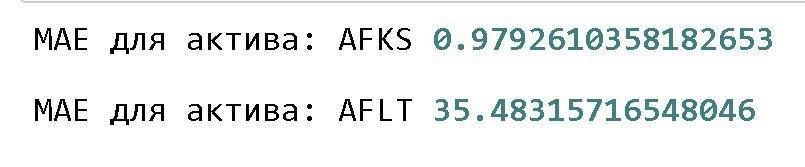 MAE для актива: AFKS 0.9792610358182653
MAE для актива: AFLT 35.48315716548046